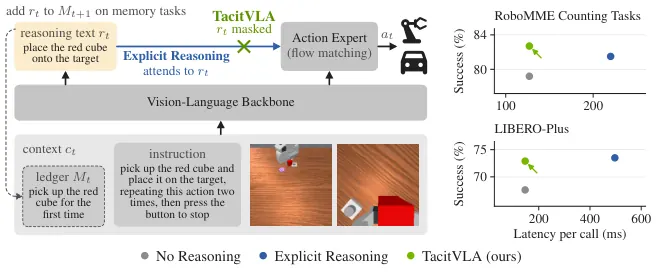 add r_t to M_{t+1} on memory tasks
TacitVLA
r_t masked
reasoning text r_t
place the red cube
onto the target
Explicit Reasoning
attends to r_t
Action Expert
(flow matching)
a_t
Vision-Language Backbone
context c_t
ledger M_t
pick up the red
cube for the
first time
instruction
pick up the red cube and
place it on the target,
repeating this action two
times, then press the
button to stop
RoboMME Counting Tasks
Success (%)
84
80
100 200
LIBERO-Plus
Success (%)
75
70
200 400 600
Latency per call (ms)
No Reasoning Explicit Reasoning TacitVLA (ours)